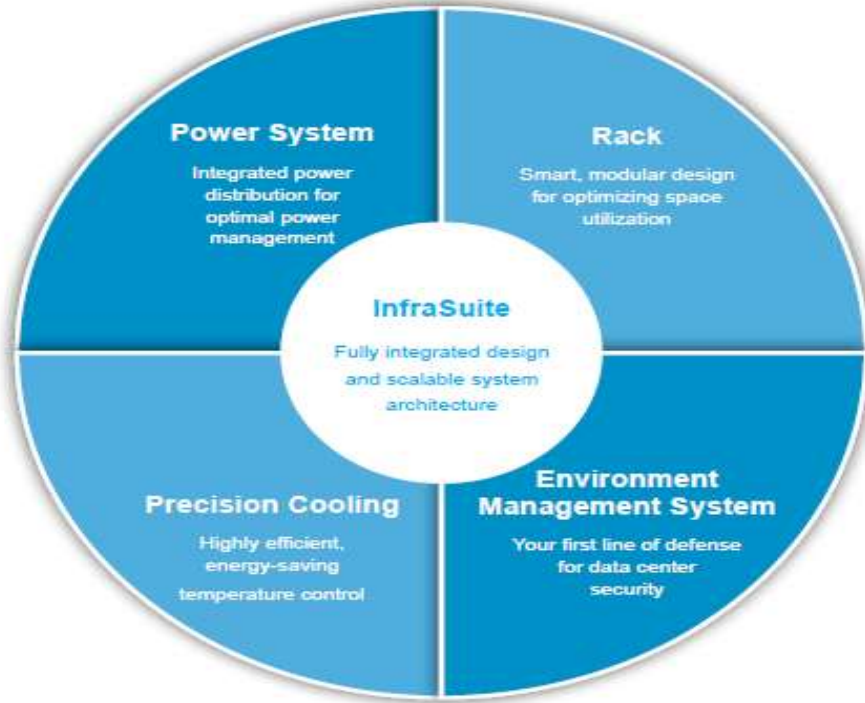 Power System
Integrated power
distribution for
optimal power
management
Rack
Smart, modular design
for optimizing space
utilization
InfraSuite
Fully integrated design
and scalable system
architecture
Precision Cooling
Highly efficient,
energy-saving
temperature control
Environment
Management System
Your first line of defense
for data center
security